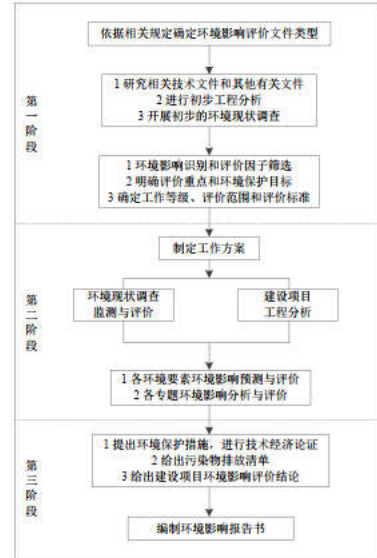 依据相关规定确定环境影响评价文件类型
第一阶段
1 研究相关技术文件和其他有关文件
2 进行初步工程分析
3 开展初步的环境现状调查
1 环境影响识别和评价因子筛选
2 明确评价重点和环境保护目标
3 确定工作等级、评价范围和评价标准
第二阶段
制定工作方案
环境现状调查
监测与评价
建设项目
工程分析
1 各环境要素环境影响预测与评价
2 各专题环境影响分析与评价
第三阶段
1 提出环境保护措施，进行技术经济论证
2 给出污染物排放清单
3 给出建设项目环境影响评价结论
编制环境影响报告书